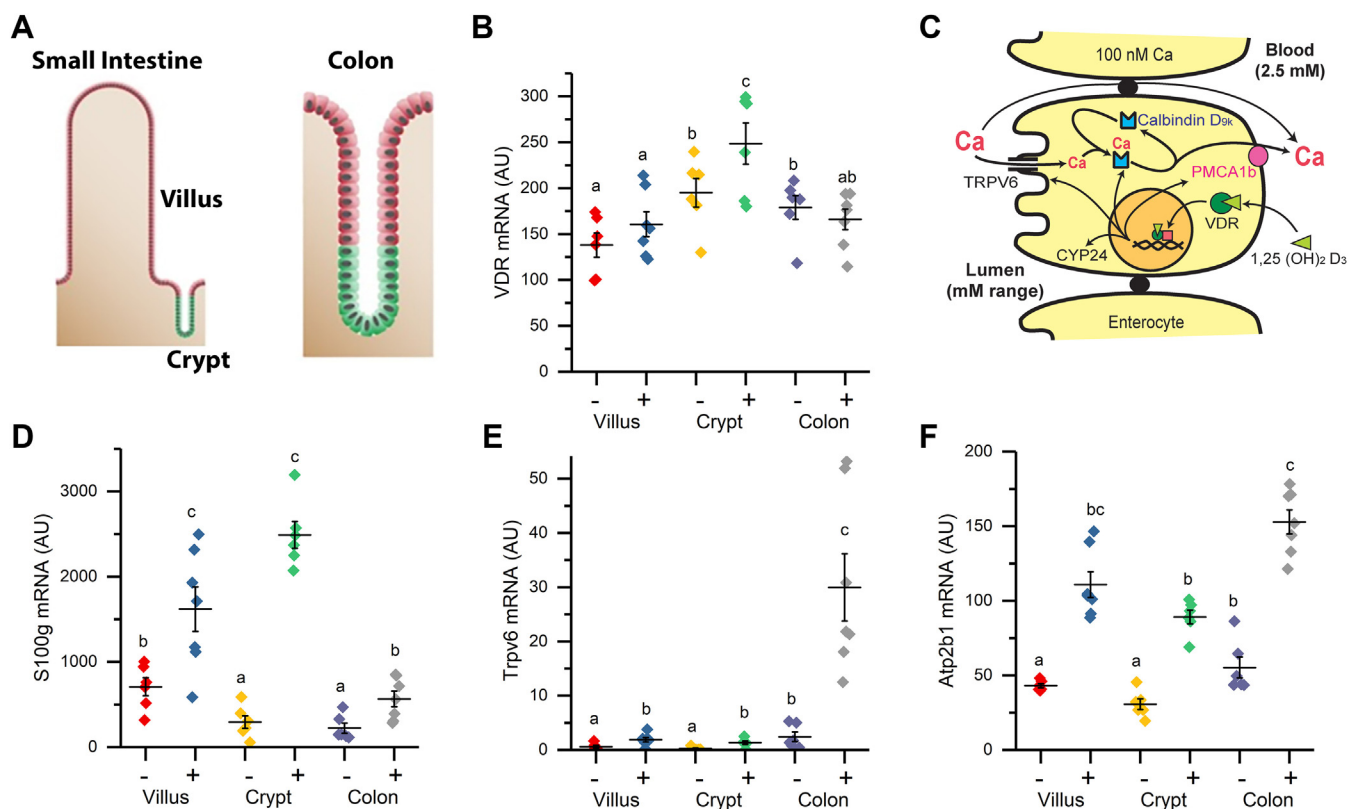 A
Small Intestine
Colon
Villus
Crypt
B
VDR mRNA (AU)
300
250
200
150
100
50
0
a
a
b
c
b
ab
- + - + - +
Villus Crypt Colon
C
100 nM Ca
Blood
(2.5 mM)
Calbindin D9k
Ca
Ca
Ca
Ca
TRPV6
PMCA1b
VDR
CYP24
1,25 (OH)2 D3
Lumen
(mM range)
Enterocyte
D
S100g mRNA (AU)
3000
2000
1000
0
b
c
a
c
a
b
- + - + - +
Villus Crypt Colon
E
Trpv6 mRNA (AU)
50
40
30
20
10
0
a
b
a
b
b
c
- + - + - +
Villus Crypt Colon
F
Atp2b1 mRNA (AU)
200
150
100
50
0
a
bc
a
b
b
c
- + - + - +
Villus Crypt Colon